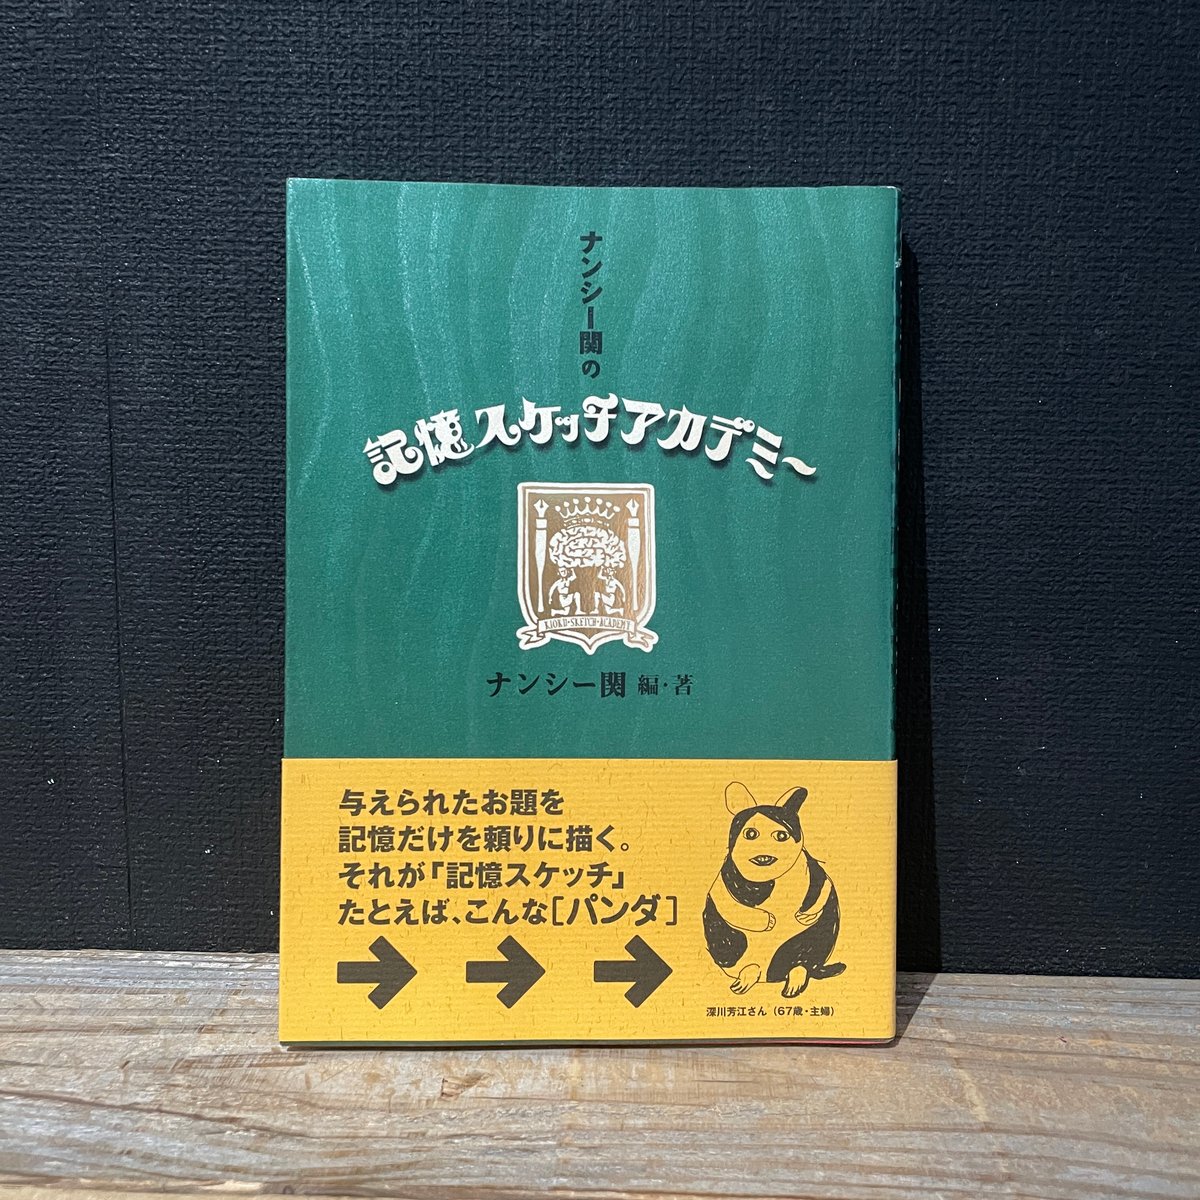 ナンシー関の
記憶スケッチアカデミー
KIOKU・SKETCH・ACADEMY
ナンシー関 編・著
与えられたお題を
記憶だけを頼りに描く。
それが「記憶スケッチ」
たとえば、こんな[パンダ]
深川芳江さん（67歳・主婦）